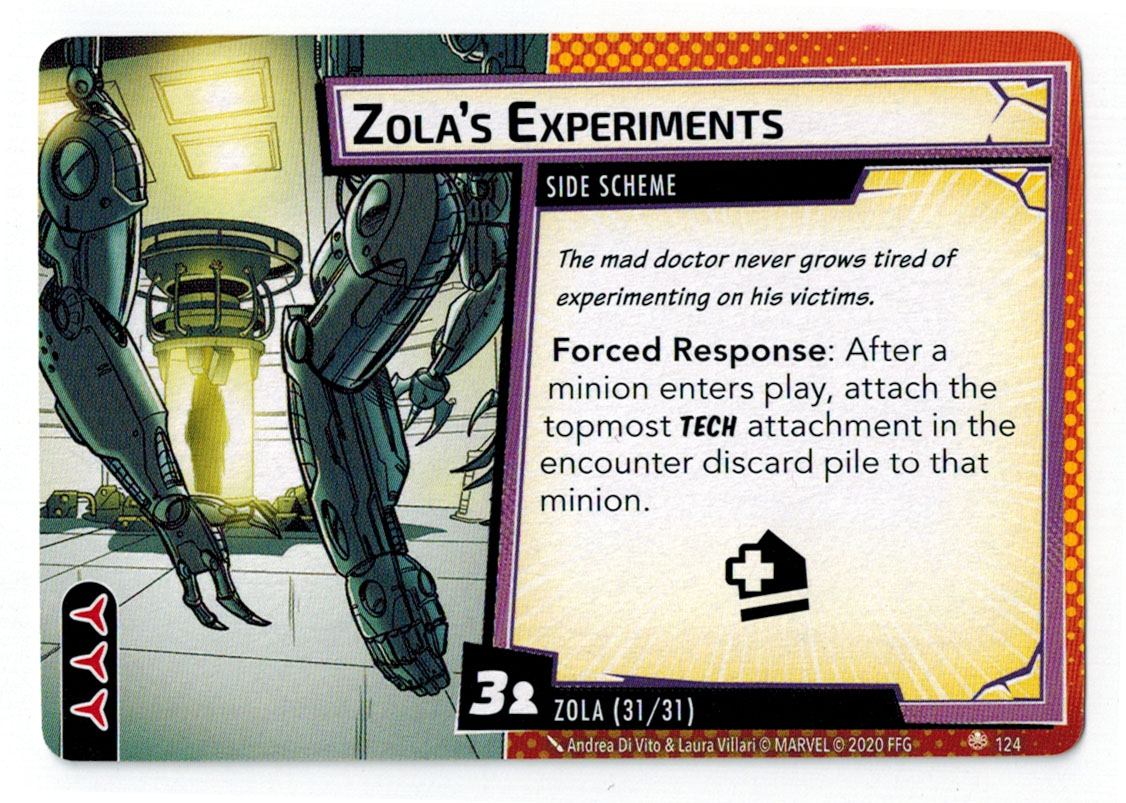 ZOLA'S EXPERIMENTS
SIDE SCHEME
The mad doctor never grows tired of
experimenting on his victims.
Forced Response: After a
minion enters play, attach the
topmost TECH attachment in the
encounter discard pile to that
minion.
3
ZOLA (31/31)
Andrea Di Vito & Laura Villari © MARVEL © 2020 FFG 124